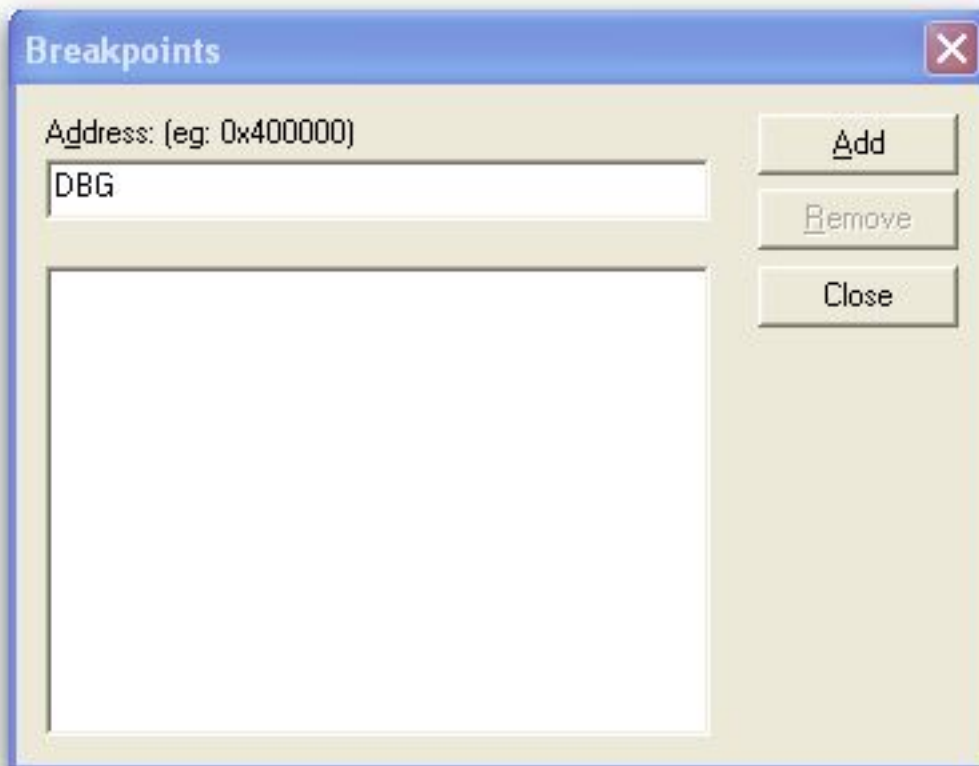 Breakpoints
Address: (eg: 0x400000)
Add
DBG
Remove
Close